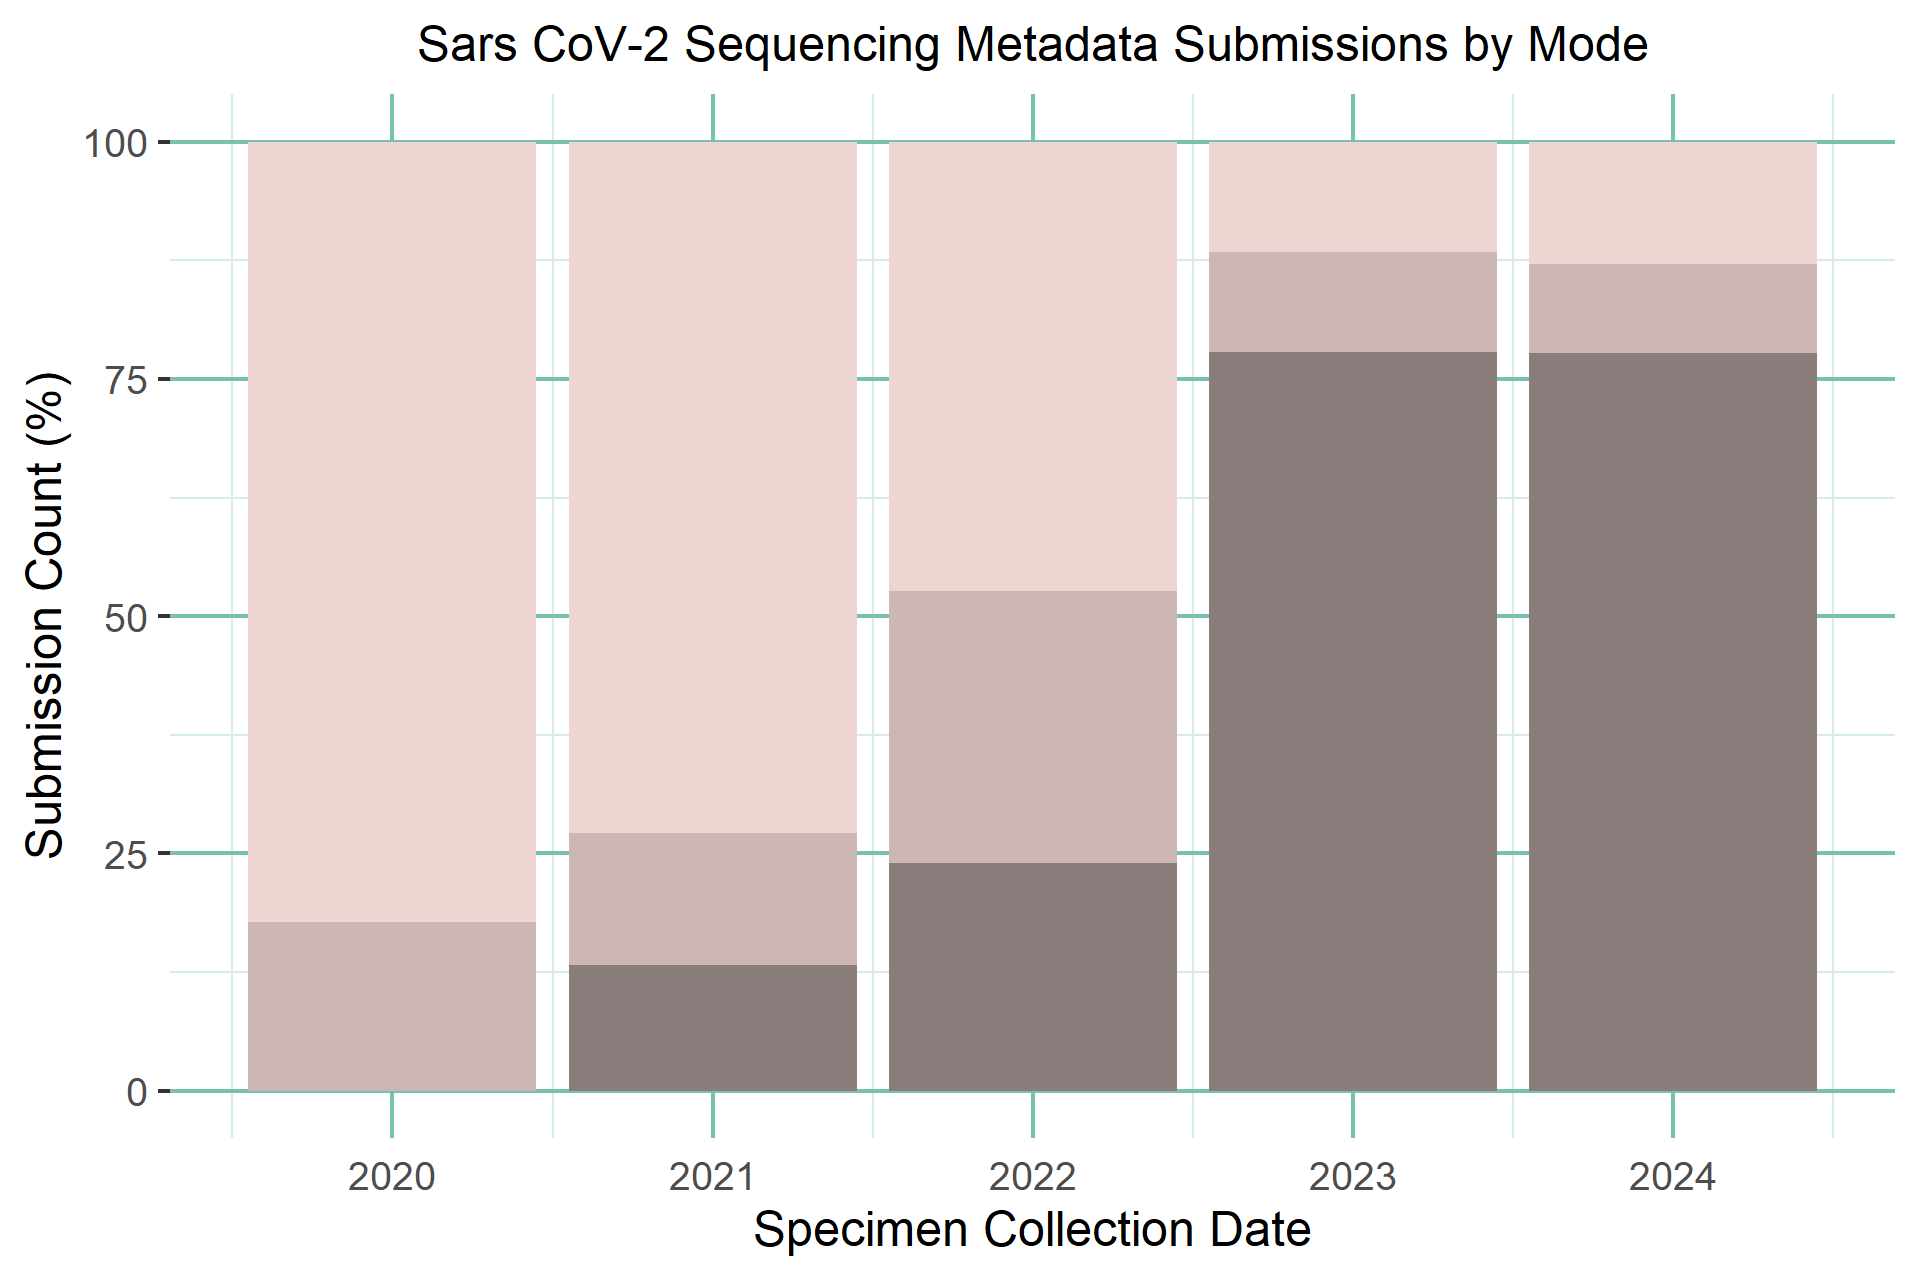 Sars CoV-2 Sequencing Metadata Submissions by Mode
Submission Count (%)
100
75
50
25
0
2020 2021 2022 2023 2024
Specimen Collection Date